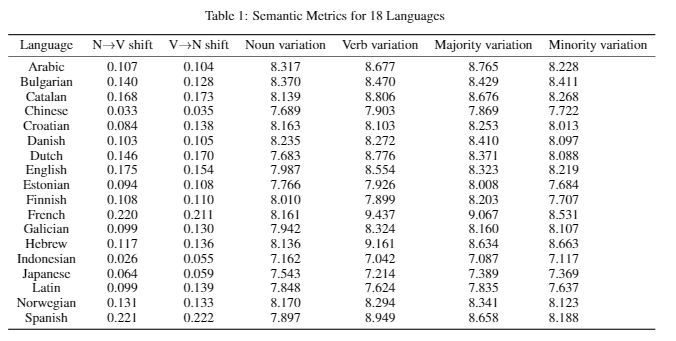 Table 1: Semantic Metrics for 18 Languages
Language N→V shift V→N shift Noun variation Verb variation Majority variation Minority variation
Arabic 0.107 0.104 8.317 8.677 8.765 8.228
Bulgarian 0.140 0.128 8.370 8.470 8.429 8.411
Catalan 0.168 0.173 8.139 8.806 8.676 8.268
Chinese 0.033 0.035 7.689 7.903 7.869 7.722
Croatian 0.084 0.138 8.163 8.103 8.253 8.013
Danish 0.103 0.105 8.235 8.272 8.410 8.097
Dutch 0.146 0.170 7.683 8.776 8.371 8.088
English 0.175 0.154 7.987 8.554 8.323 8.219
Estonian 0.094 0.108 7.766 7.926 8.008 7.684
Finnish 0.108 0.110 8.010 7.899 8.203 7.707
French 0.220 0.211 8.161 9.437 9.067 8.531
Galician 0.099 0.130 7.942 8.324 8.160 8.107
Hebrew 0.117 0.136 8.136 9.161 8.634 8.663
Indonesian 0.026 0.055 7.162 7.042 7.087 7.117
Japanese 0.064 0.059 7.543 7.214 7.389 7.369
Latin 0.099 0.139 7.848 7.624 7.835 7.637
Norwegian 0.131 0.133 8.170 8.294 8.341 8.123
Spanish 0.221 0.222 7.897 8.949 8.658 8.188